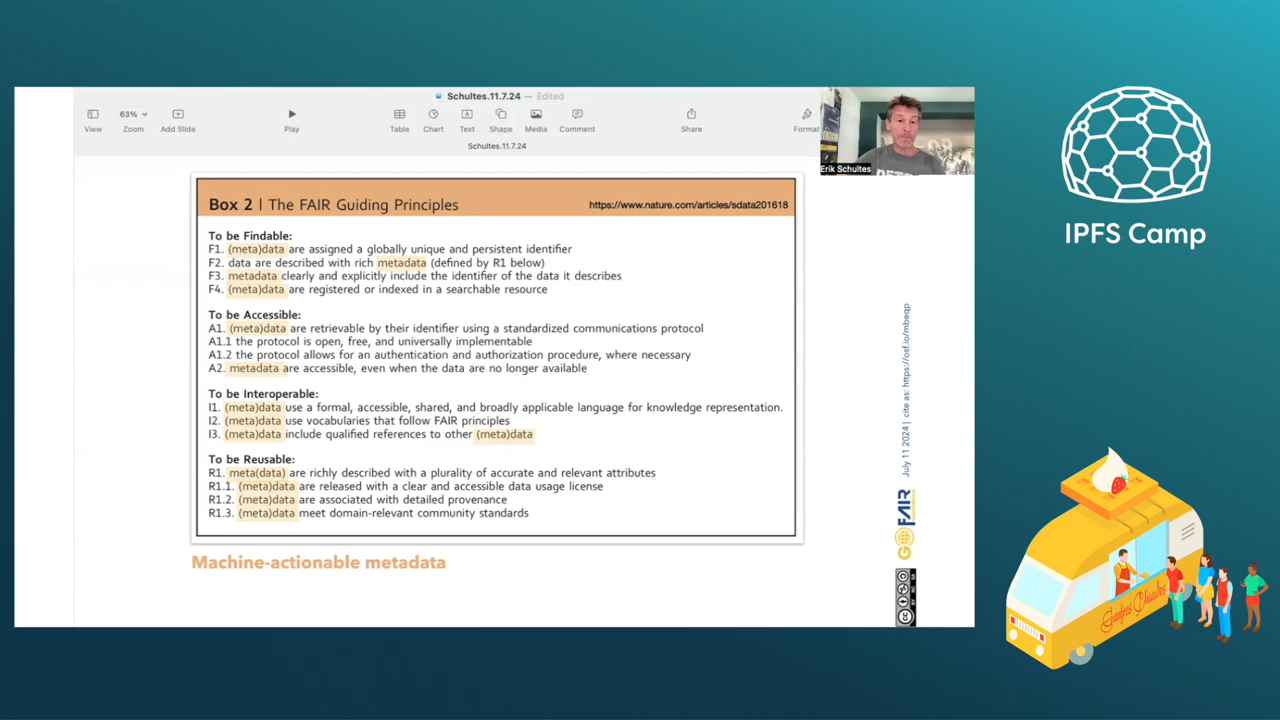 Schultes.11.7.24 — Edited
63%
View Zoom Add Slide Play Table Chart Text Shape Media Comment Share Format
Schultes.11.7.24
Erik Schultes
Box 2 | The FAIR Guiding Principles https://www.nature.com/articles/sdata201618
To be Findable:
F1. (meta)data are assigned a globally unique and persistent identifier
F2. data are described with rich metadata (defined by R1 below)
F3. metadata clearly and explicitly include the identifier of the data it describes
F4. (meta)data are registered or indexed in a searchable resource
To be Accessible:
A1. (meta)data are retrievable by their identifier using a standardized communications protocol
A1.1 the protocol is open, free, and universally implementable
A1.2 the protocol allows for an authentication and authorization procedure, where necessary
A2. metadata are accessible, even when the data are no longer available
To be Interoperable:
I1. (meta)data use a formal, accessible, shared, and broadly applicable language for knowledge representation.
I2. (meta)data use vocabularies that follow FAIR principles
I3. (meta)data include qualified references to other (meta)data
To be Reusable:
R1. meta(data) are richly described with a plurality of accurate and relevant attributes
R1.1. (meta)data are released with a clear and accessible data usage license
R1.2. (meta)data are associated with detailed provenance
R1.3. (meta)data meet domain-relevant community standards
Machine-actionable metadata
July 11 2024 | cite as: https://osf.io/mbeqp
GO FAIR
IPFS Camp